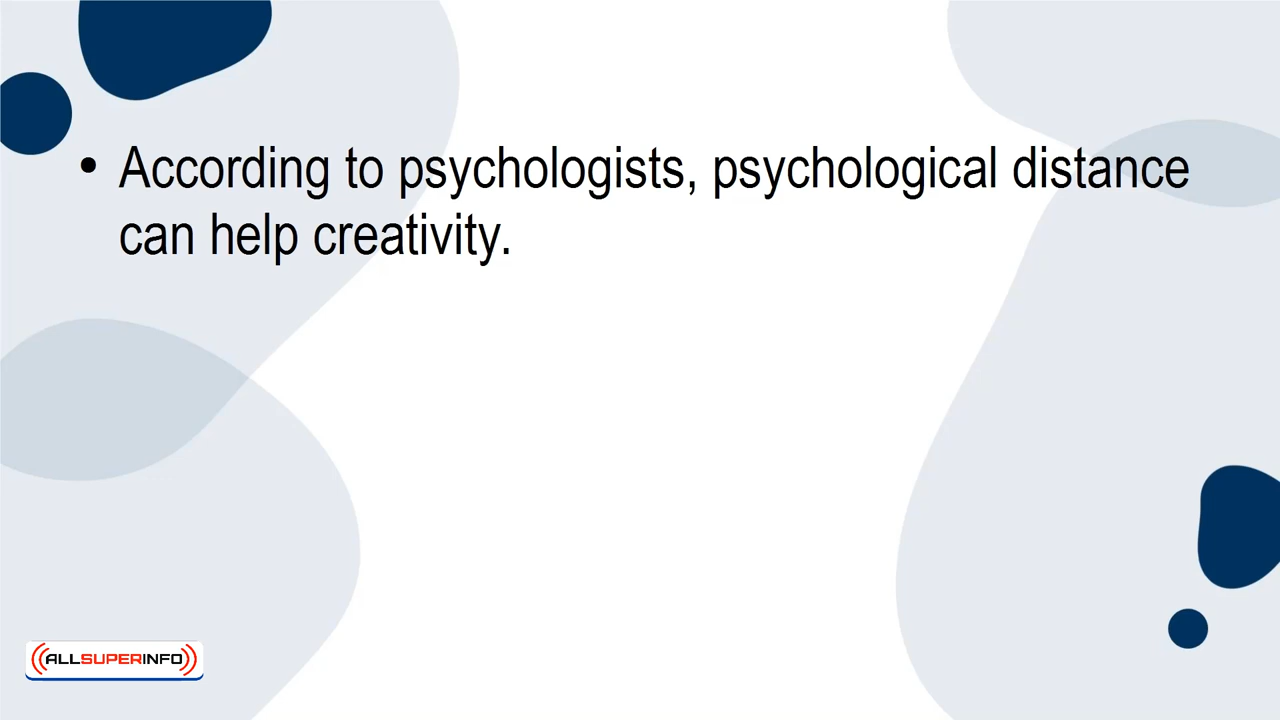 • According to psychologists, psychological distance
can help creativity.
ALLSUPERINFO